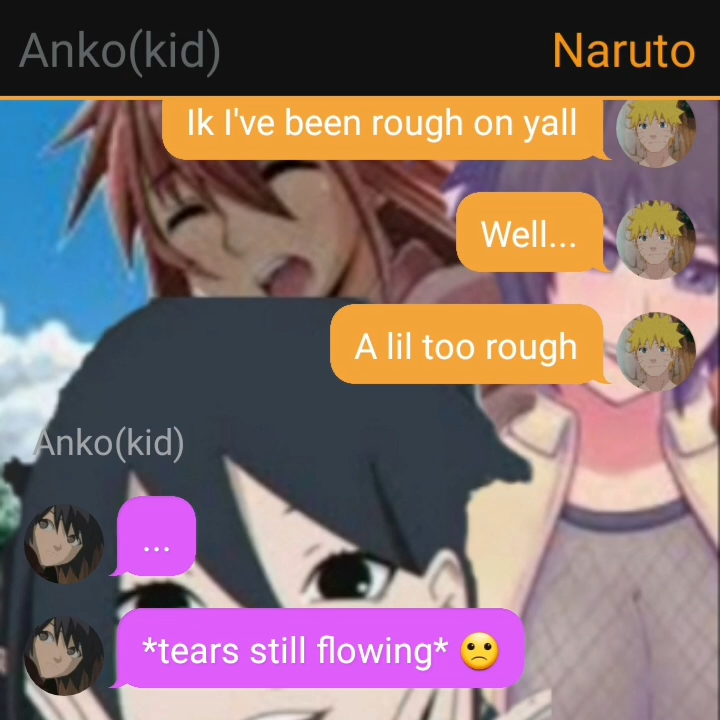 Anko(kid)
Naruto
Ik I've been rough on yall
Well...
A lil too rough
Anko(kid)
...
*tears still flowing* 😕